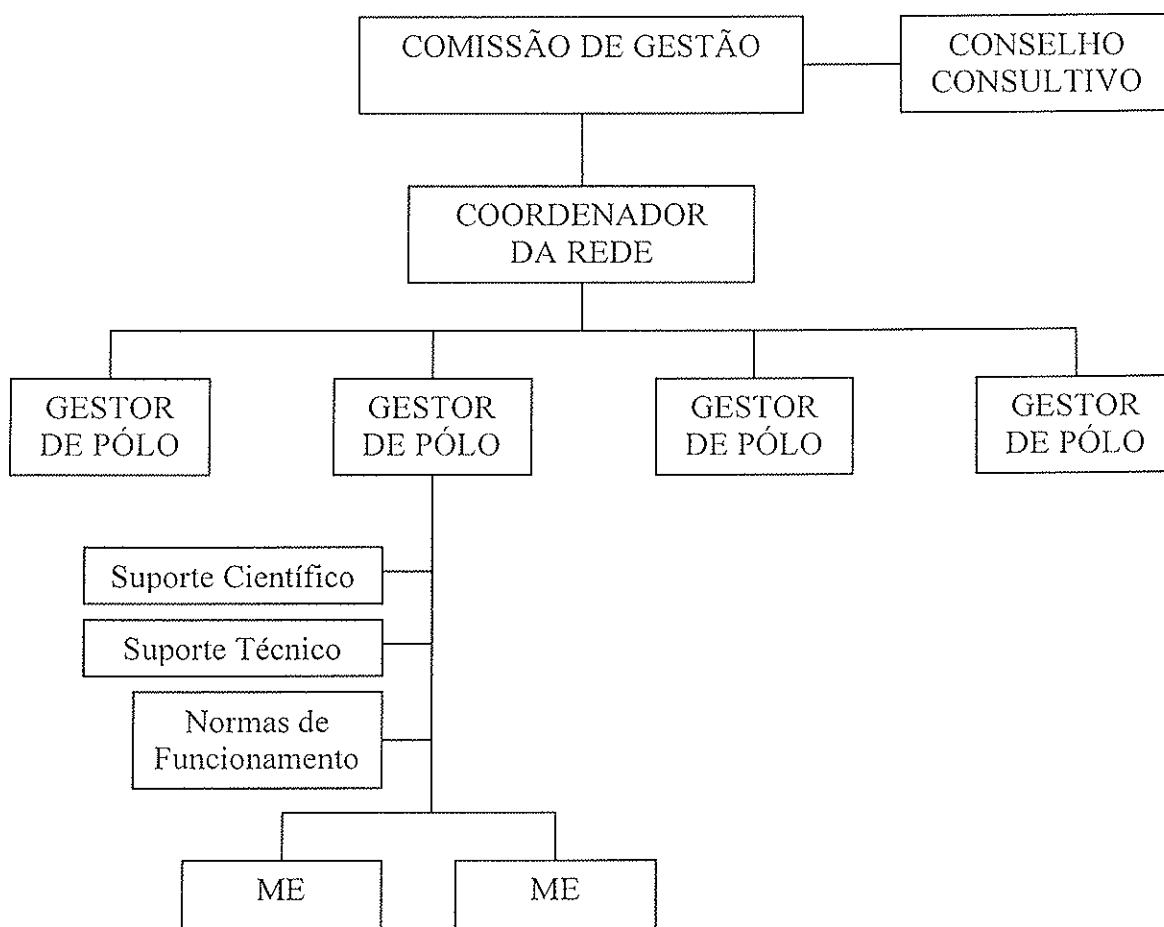 COMISSÃO DE GESTÃO
CONSELHO
CONSULTIVO
COORDENADOR
DA REDE
GESTOR
DE PÓLO
GESTOR
DE PÓLO
GESTOR
DE PÓLO
GESTOR
DE PÓLO
Suporte Científico
Suporte Técnico
Normas de
Funcionamento
ME
ME